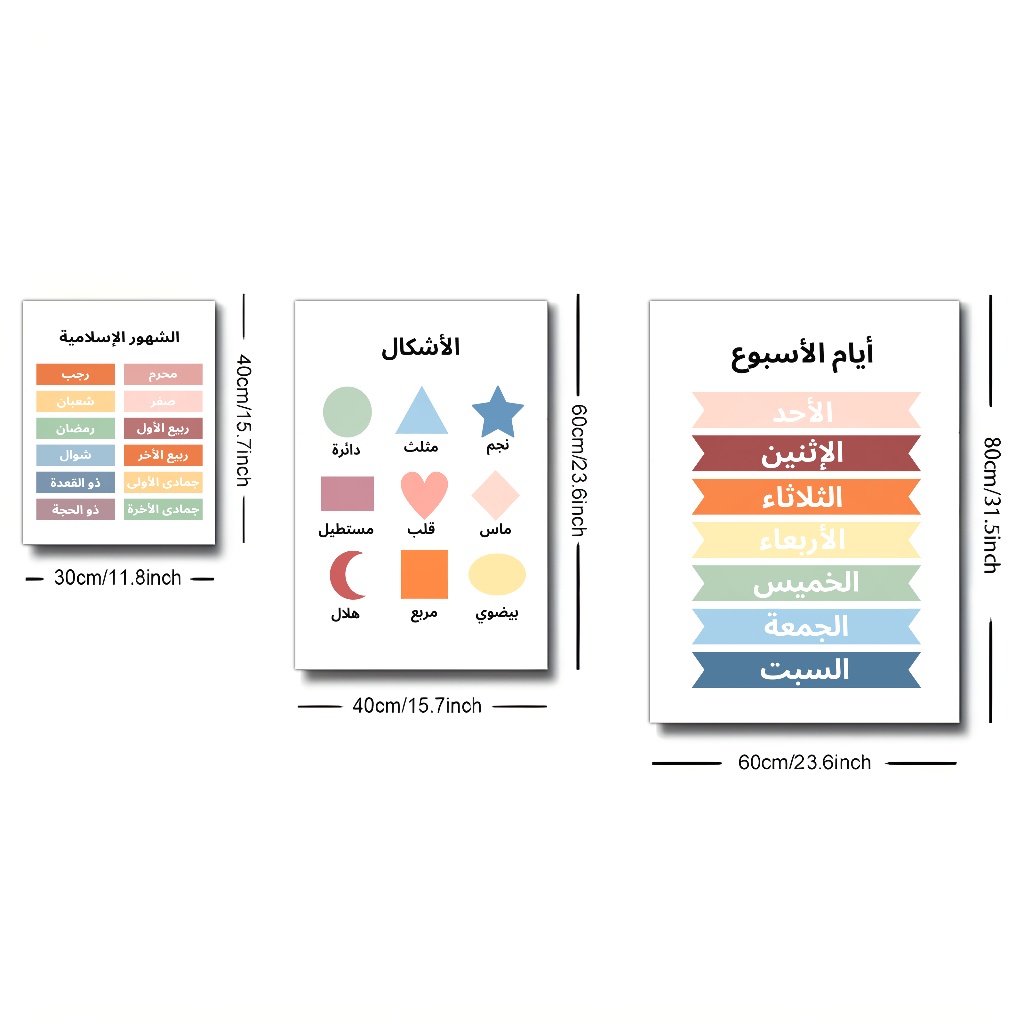 الشهور الإسلامية
محرم
رجب
صفر
شعبان
ربيع الأول
رمضان
ربيع الأخر
شوال
جمادى الأولى
ذو القعدة
جمادى الأخرة
ذو الحجة
40cm/15.7inch
30cm/11.8inch
الأشكال
نجم
مثلث
دائرة
ماس
قلب
مستطيل
بيضوي
مربع
هلال
60cm/23.6inch
40cm/15.7inch
أيام الأسبوع
الأحد
الإثنين
الثلاثاء
الأربعاء
الخميس
الجمعة
السبت
80cm/31.5inch
60cm/23.6inch